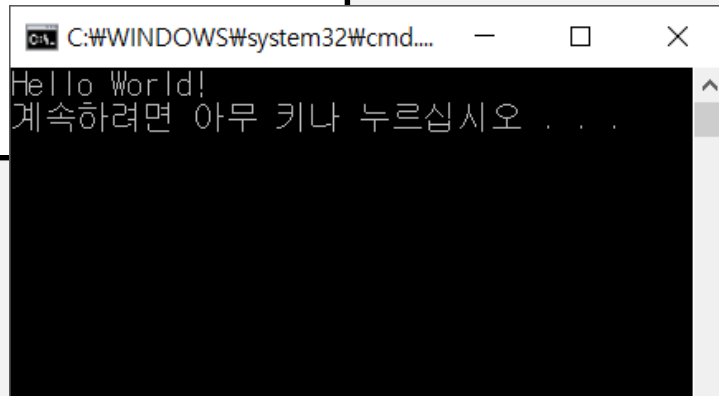 C:₩WINDOWS₩system32₩cmd....
Hello World!
계속하려면 아무 키나 누르십시오 . . .